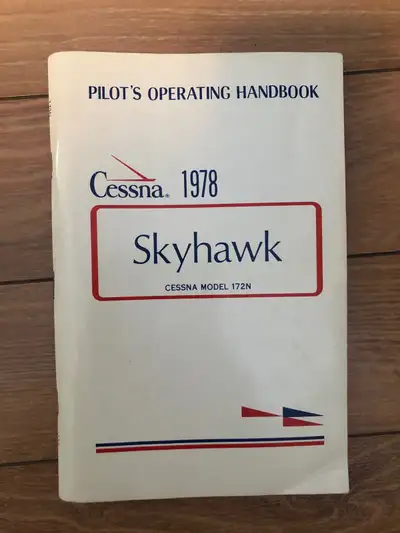 PILOT'S OPERATING HANDBOOK
Cessna® 1978
Skyhawk
CESSNA MODEL 172N